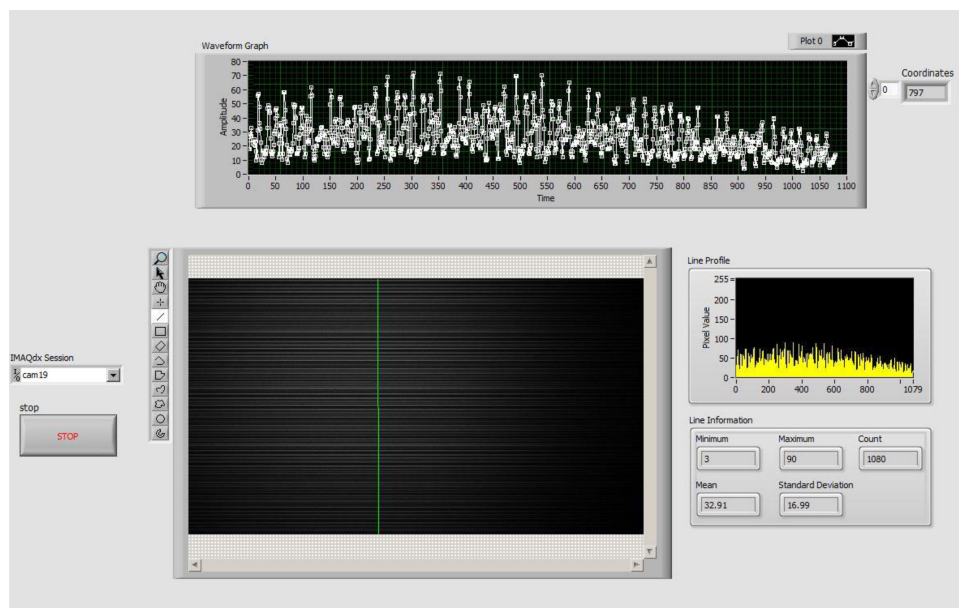 Plot 0
Waveform Graph
Coordinates
0
797
Amplitude
80
70
60
50
40
30
20
10
0
0 50 100 150 200 250 300 350 400 450 500 550 600 650 700 750 800 850 900 950 1000 1050 1100
Time
Line Profile
Pixel Value
255
200
150
100
50
0
0 200 400 600 800 1079
IMAQdx Session
cam19
stop
STOP
Line Information
Minimum Maximum Count
3 90 1080
Mean Standard Deviation
32.91 16.99